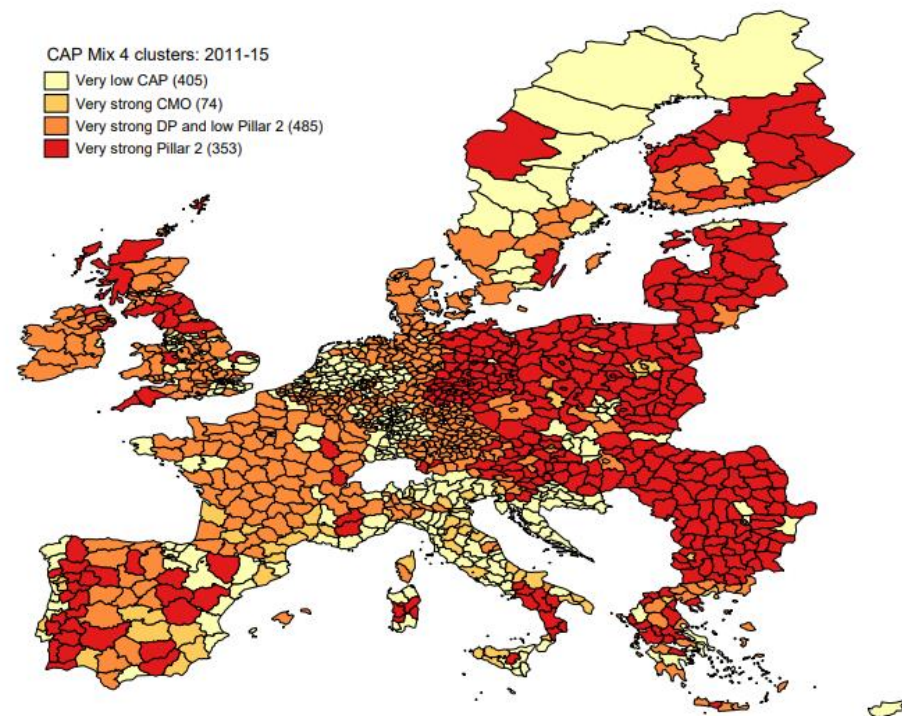 CAP Mix 4 clusters: 2011-15
Very low CAP (405)
Very strong CMO (74)
Very strong DP and low Pillar 2 (485)
Very strong Pillar 2 (353)